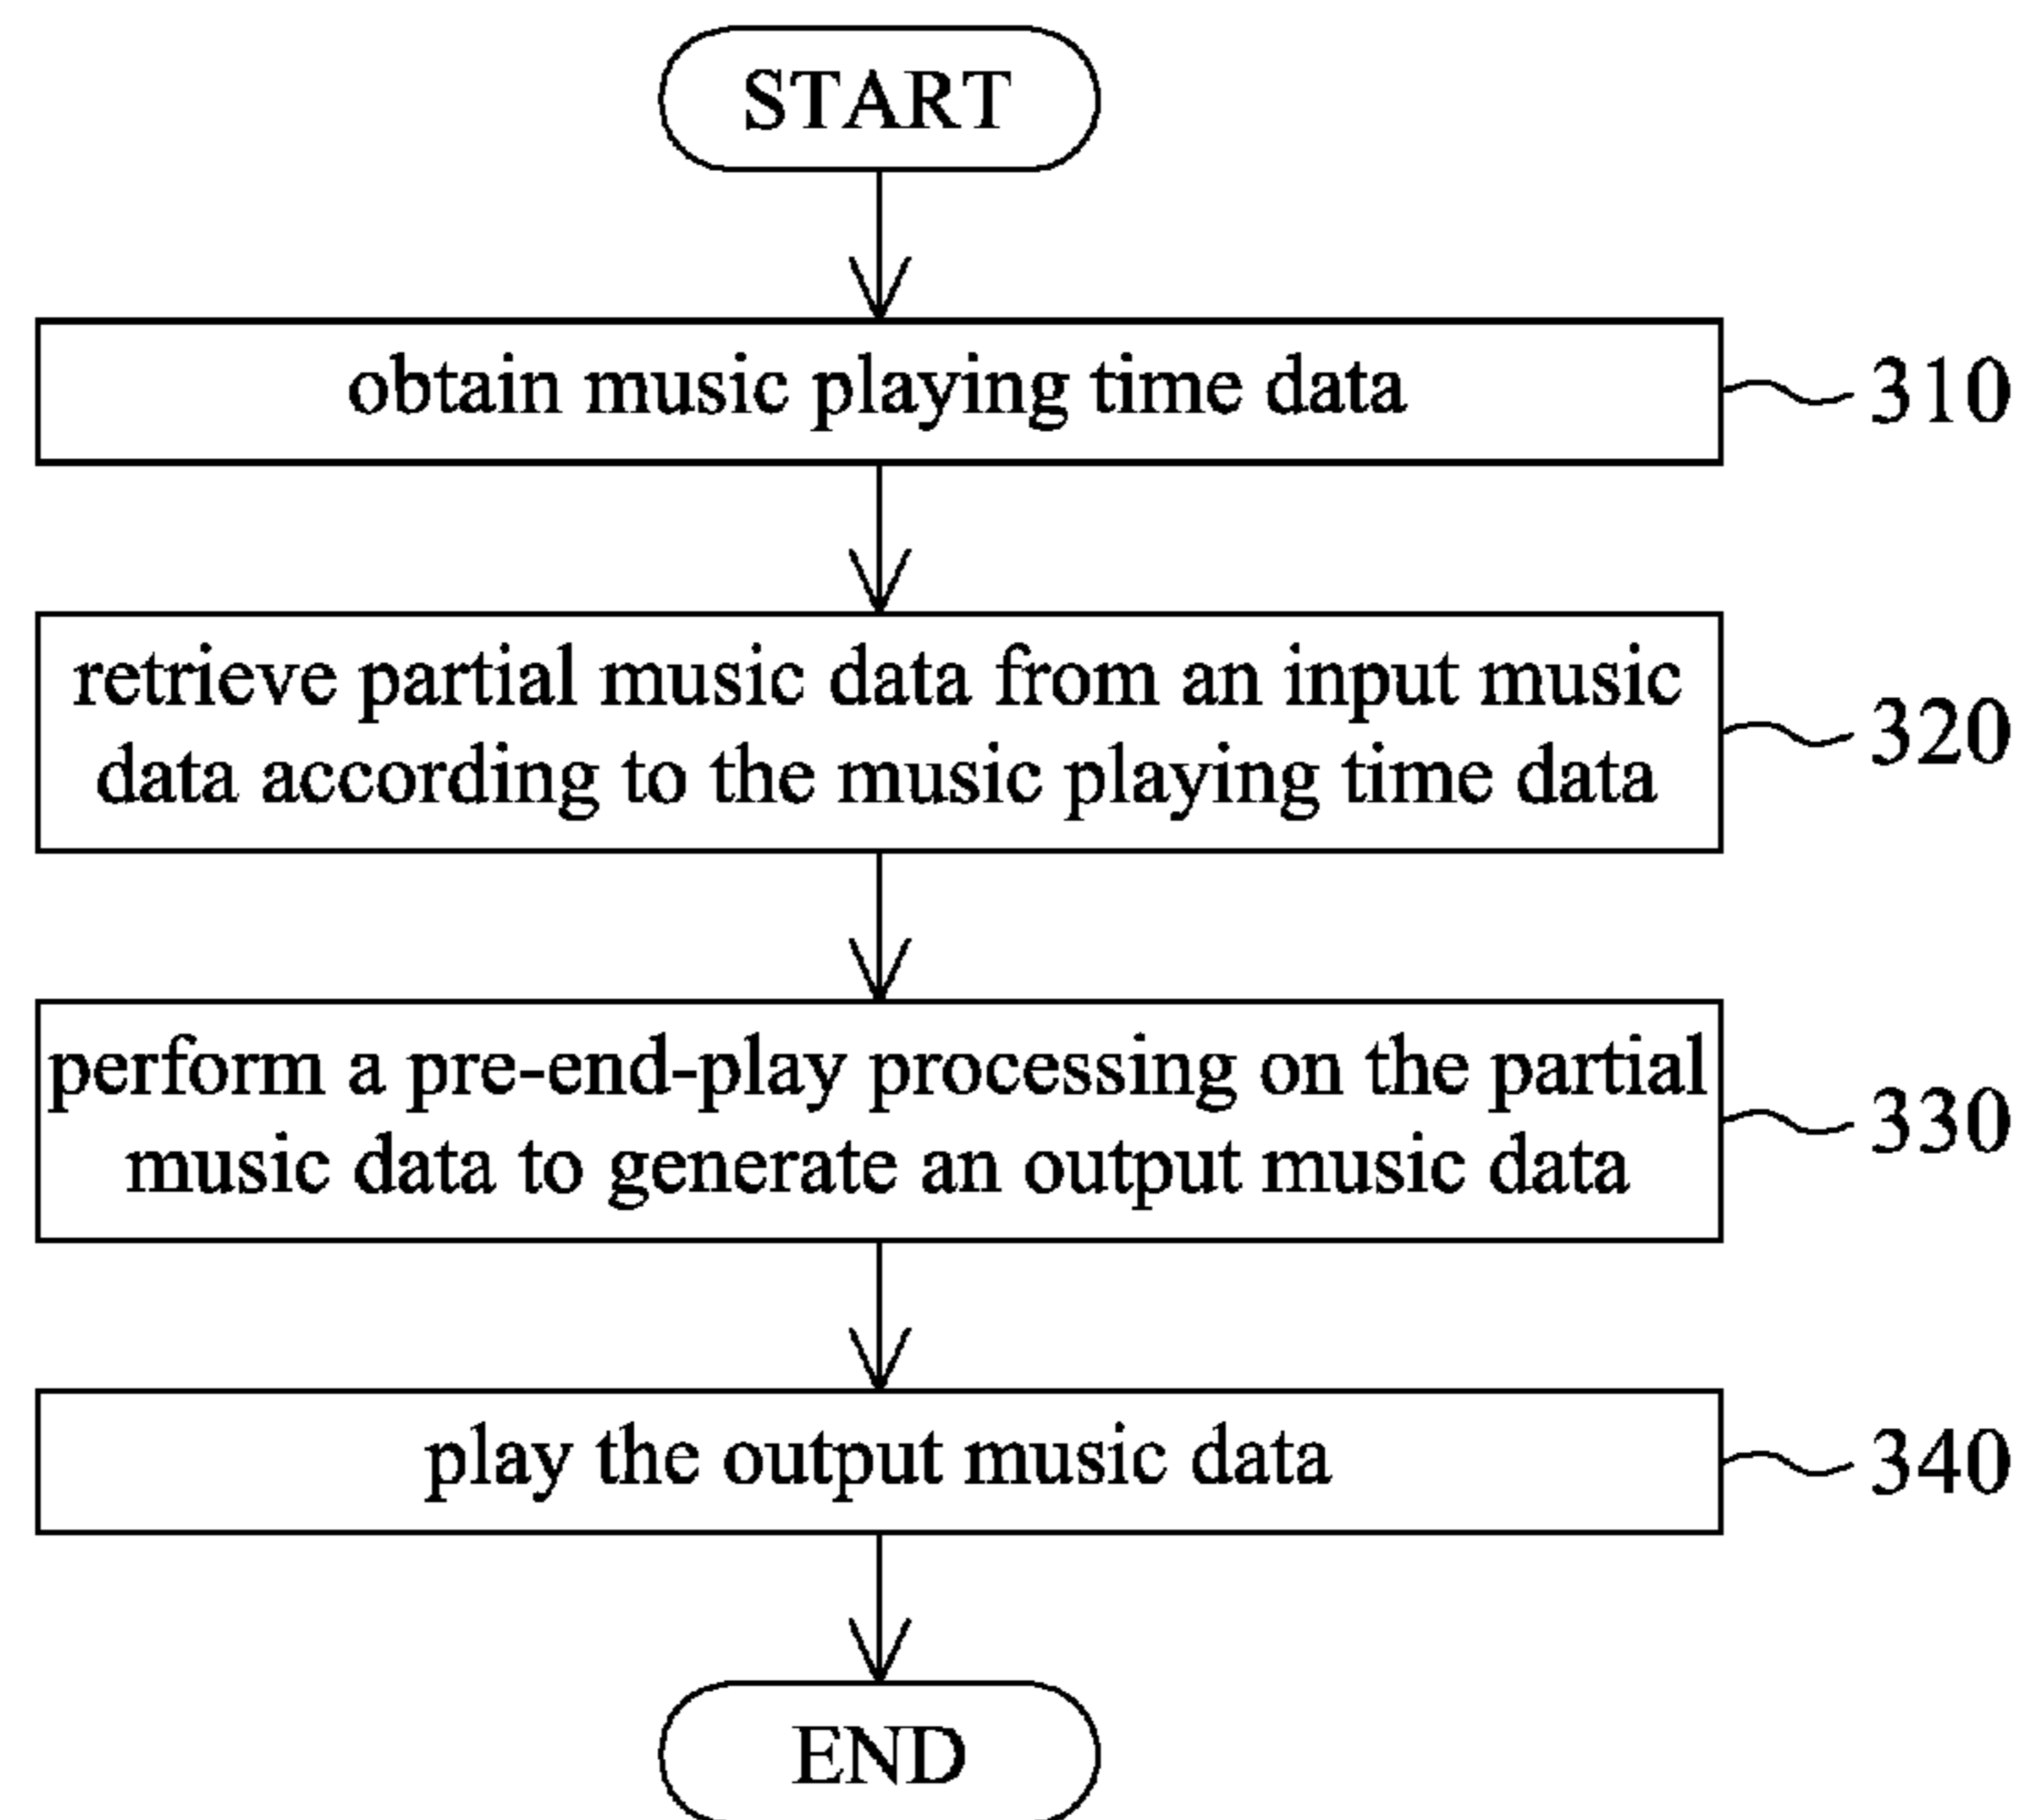 START
obtain music playing time data
310
retrieve partial music data from an input music
data according to the music playing time data
320
perform a pre-end-play processing on the partial
music data to generate an output music data
330
play the output music data
340
END